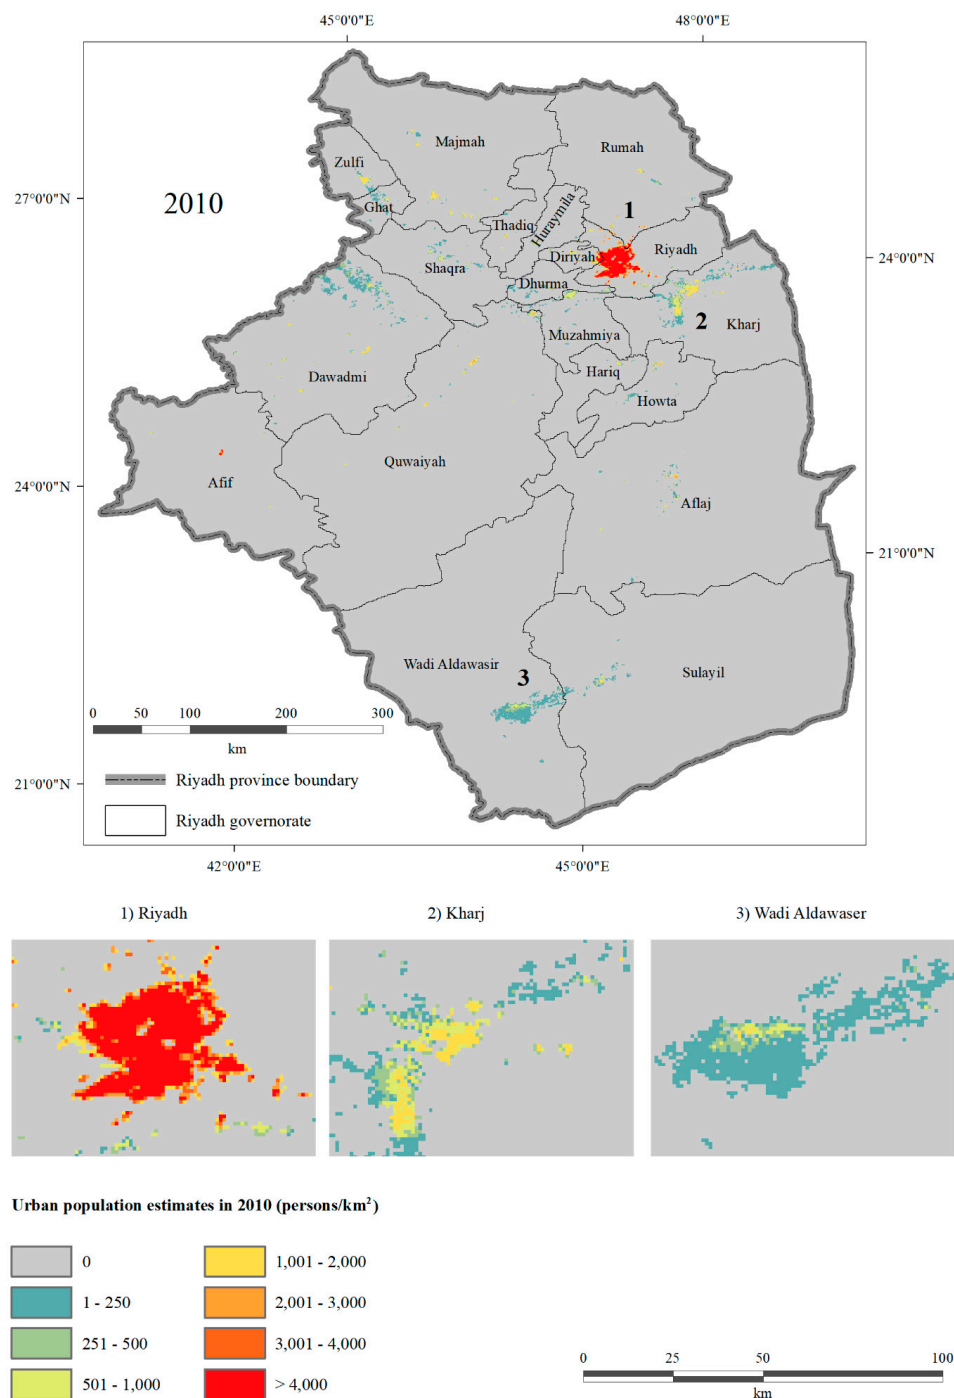 45°0'0"E 48°0'0"E
Majmah
Rumah
Zulfi
27°0'0"N
2010
Ghat
Huraymila
1
Thadiq
Riyadh
24°0'0"N
Diriyah
Shaqra
Dhurma
2
Kharj
Muzahmiya
Hariq
Dawadmi
Howta
Quwaiyah
24°0'0"N
Afif
Aflaj
21°0'0"N
Wadi Aldawasir
3
Sulayil
0 50 100 200 300
km
Riyadh province boundary
21°0'0"N
Riyadh governorate
42°0'0"E 45°0'0"E
1) Riyadh 2) Kharj 3) Wadi Aldawaser
Urban population estimates in 2010 (persons/km²)
0
1 - 250
251 - 500
501 - 1,000
1,001 - 2,000
2,001 - 3,000
3,001 - 4,000
> 4,000
0 25 50 100
km